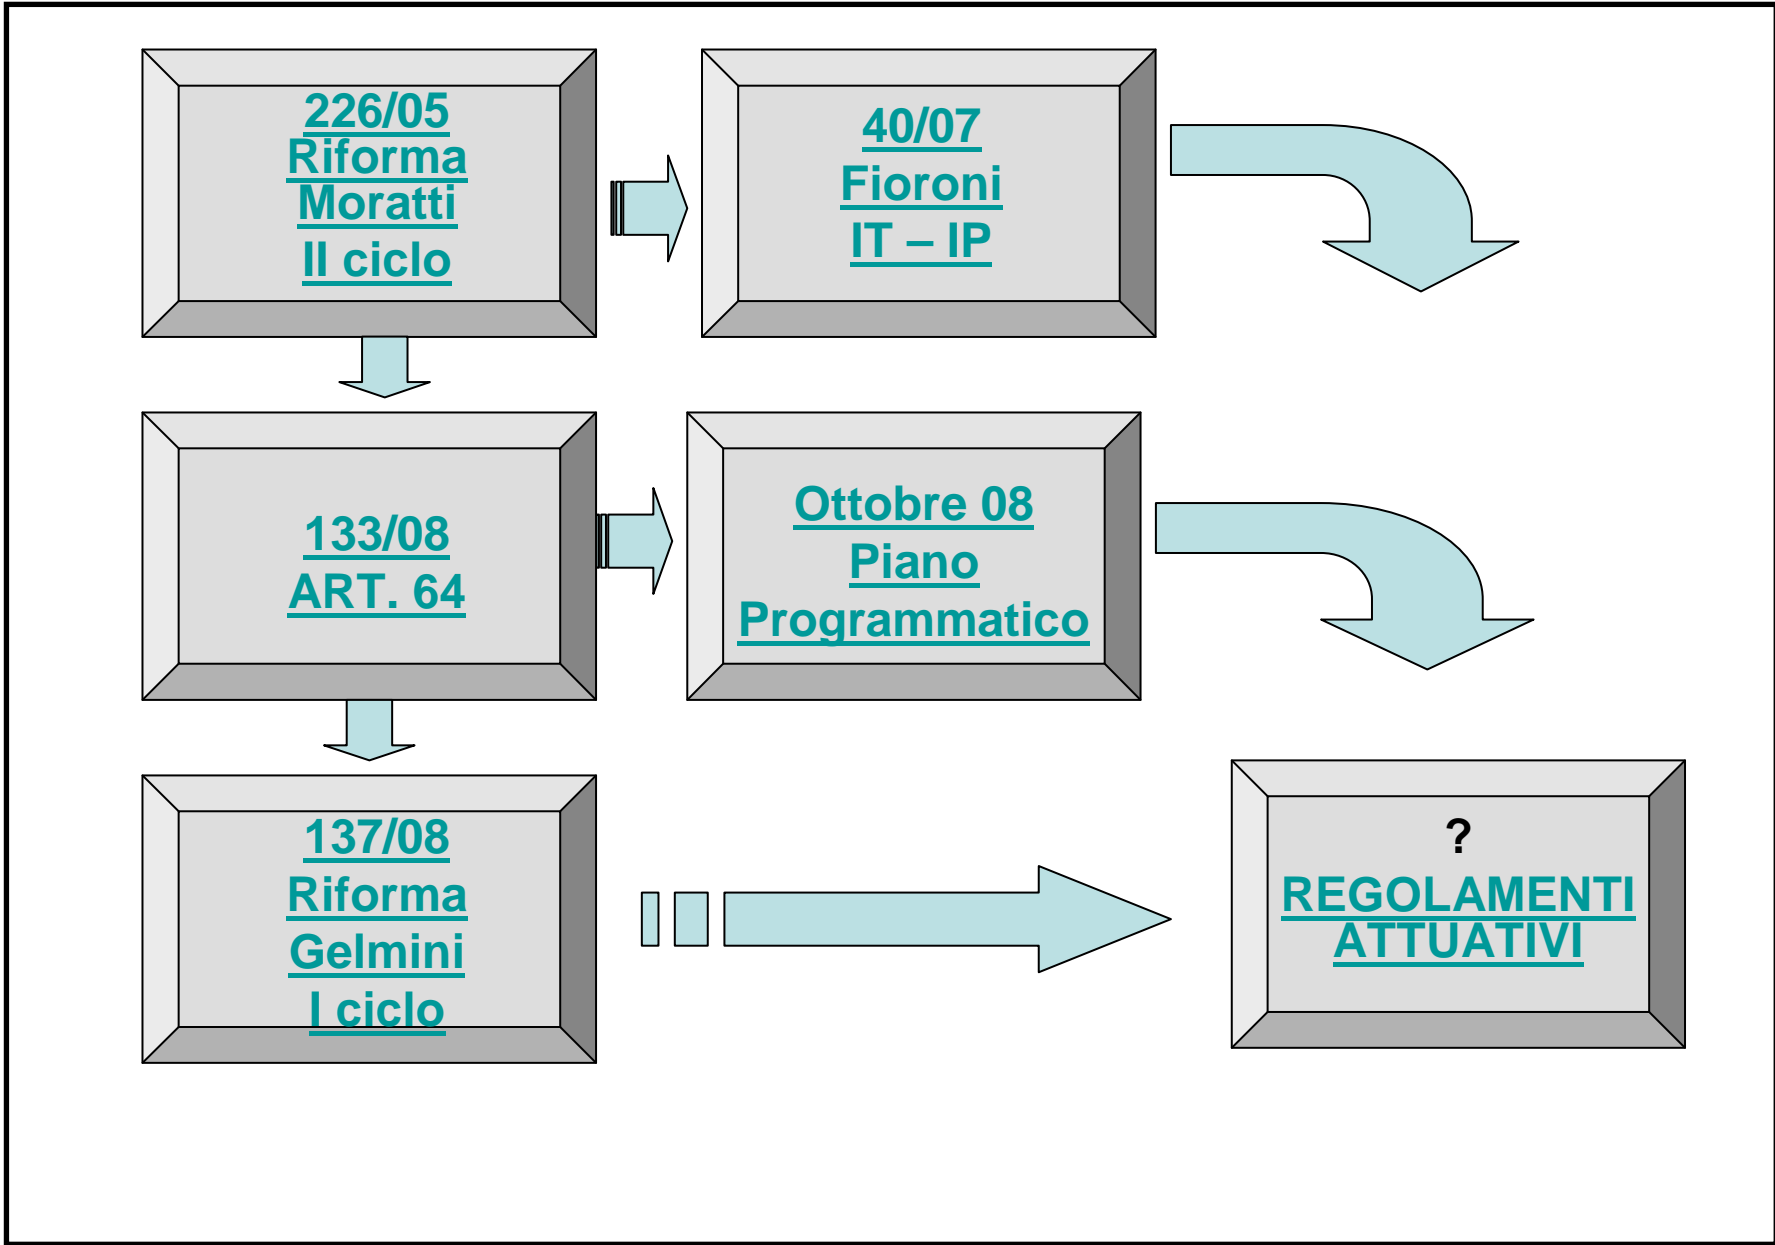 226/05
Riforma
Moratti
II ciclo
40/07
Fioroni
IT – IP
133/08
ART. 64
Ottobre 08
Piano
Programmatico
137/08
Riforma
Gelmini
I ciclo
?
REGOLAMENTI
ATTUATIVI